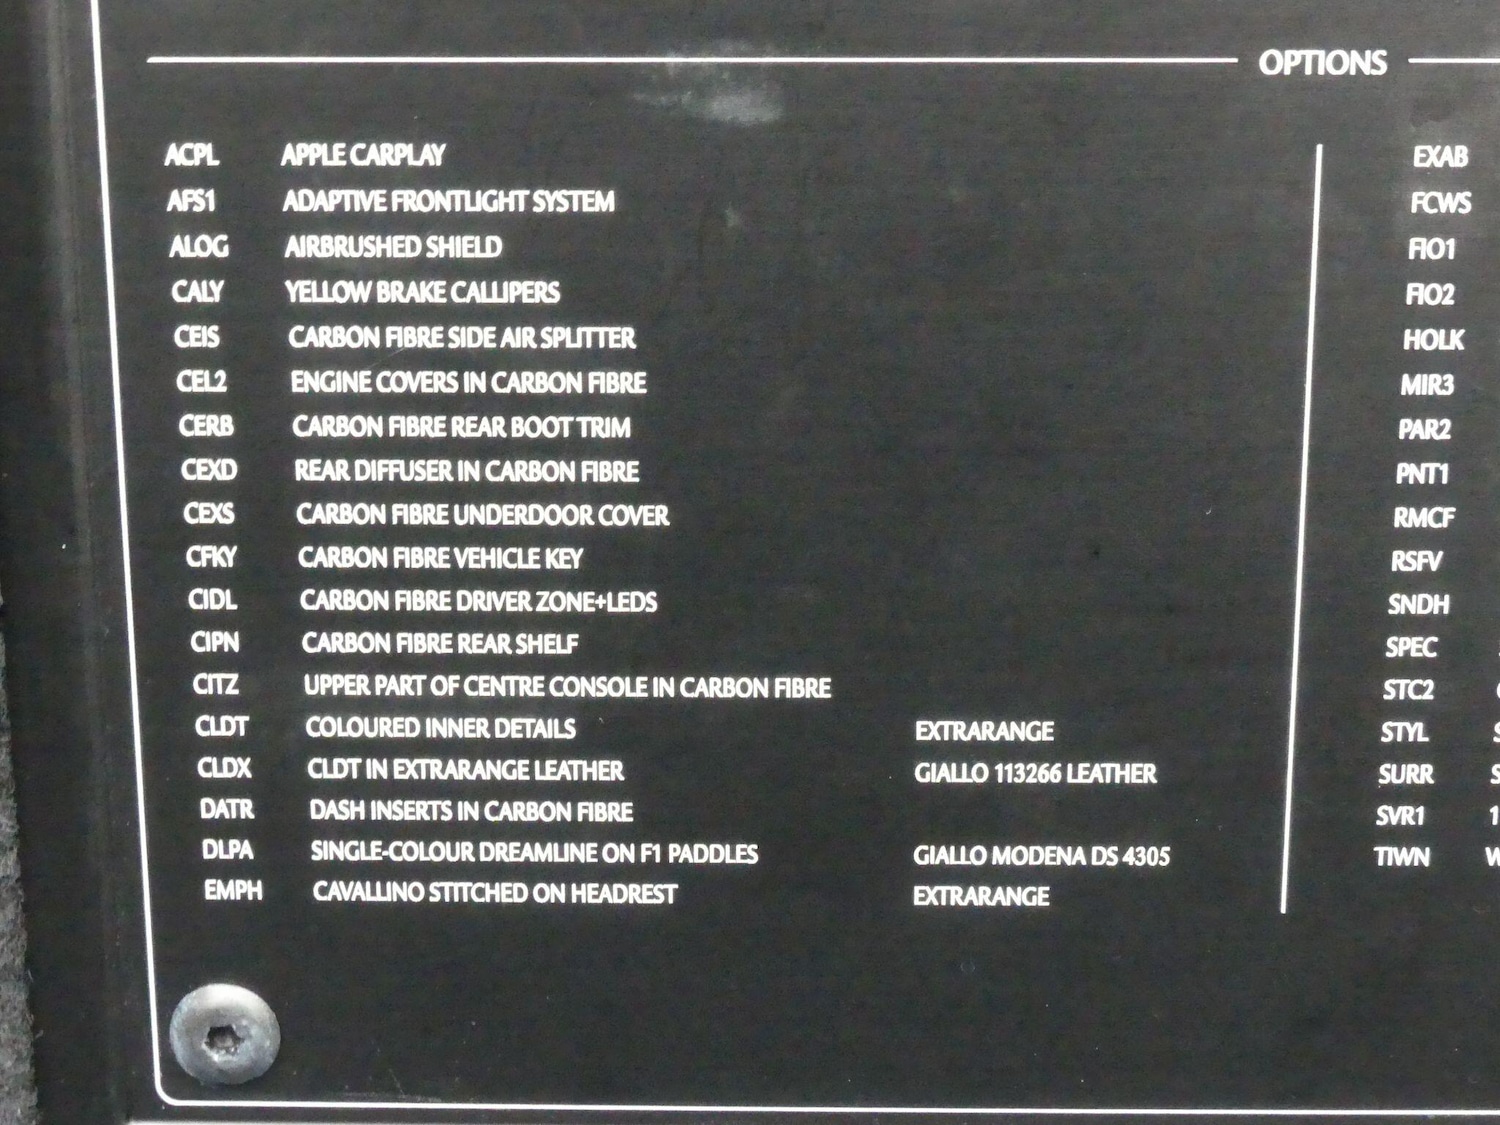 OPTIONS
ACPL APPLE CARPLAY
AFS1 ADAPTIVE FRONTLIGHT SYSTEM
ALOG AIRBRUSHED SHIELD
CALY YELLOW BRAKE CALLIPERS
CEIS CARBON FIBRE SIDE AIR SPLITTER
CEL2 ENGINE COVERS IN CARBON FIBRE
CERB CARBON FIBRE REAR BOOT TRIM
CEXD REAR DIFFUSER IN CARBON FIBRE
CEXS CARBON FIBRE UNDERDOOR COVER
CFKY CARBON FIBRE VEHICLE KEY
CIDL CARBON FIBRE DRIVER ZONE+LEDS
CIPN CARBON FIBRE REAR SHELF
CITZ UPPER PART OF CENTRE CONSOLE IN CARBON FIBRE
CLDT COLOURED INNER DETAILS EXTRARANGE
CLDX CLDT IN EXTRARANGE LEATHER GIALLO 113266 LEATHER
DATR DASH INSERTS IN CARBON FIBRE
DLPA SINGLE-COLOUR DREAMLINE ON F1 PADDLES GIALLO MODENA DS 4305
EMPH CAVALLINO STITCHED ON HEADREST EXTRARANGE
EXAB
FCWS
FIO1
FIO2
HOLK
MIR3
PAR2
PNT1
RMCF
RSFV
SNDH
SPEC
STC2
STYL
SURR
SVR1
TIWN